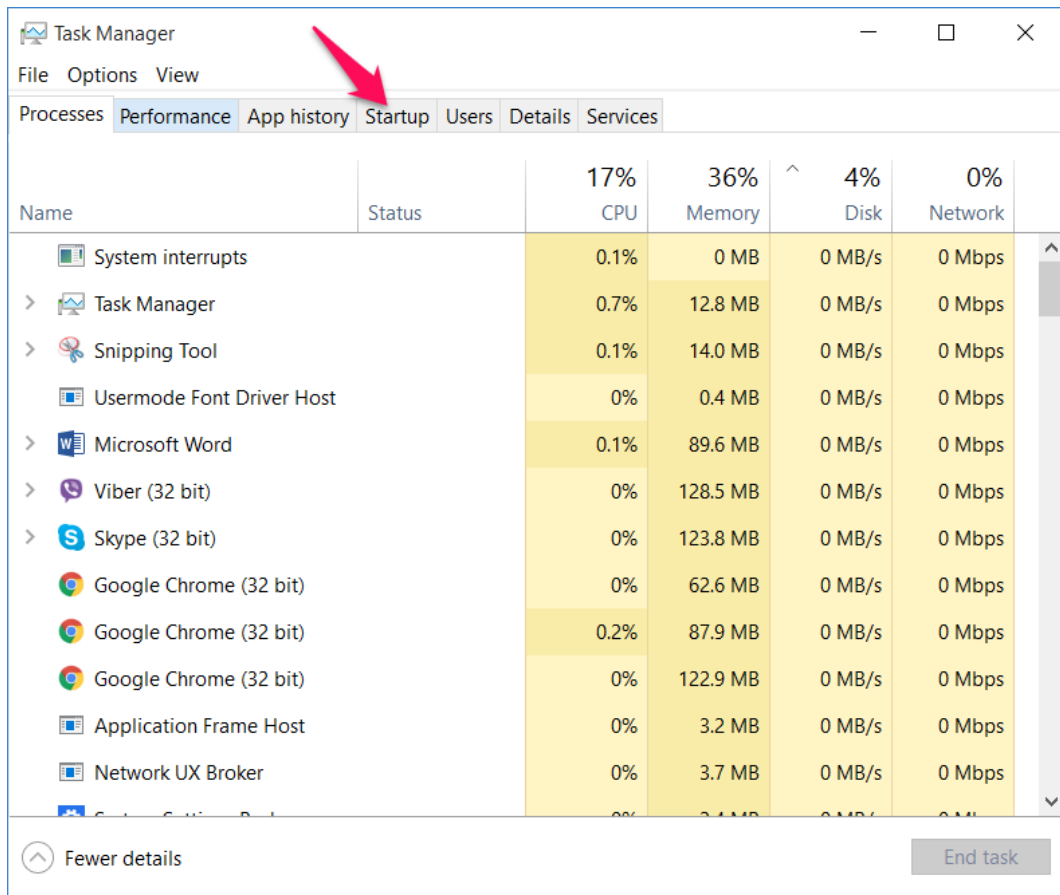 Task Manager
File Options View
Processes Performance App history Startup Users Details Services
17% 36% 4% 0%
Name Status CPU Memory Disk Network
System interrupts 0.1% 0 MB 0 MB/s 0 Mbps
Task Manager 0.7% 12.8 MB 0 MB/s 0 Mbps
Snipping Tool 0.1% 14.0 MB 0 MB/s 0 Mbps
Usermode Font Driver Host 0% 0.4 MB 0 MB/s 0 Mbps
Microsoft Word 0.1% 89.6 MB 0 MB/s 0 Mbps
Viber (32 bit) 0% 128.5 MB 0 MB/s 0 Mbps
Skype (32 bit) 0% 123.8 MB 0 MB/s 0 Mbps
Google Chrome (32 bit) 0% 62.6 MB 0 MB/s 0 Mbps
Google Chrome (32 bit) 0.2% 87.9 MB 0 MB/s 0 Mbps
Google Chrome (32 bit) 0% 122.9 MB 0 MB/s 0 Mbps
Application Frame Host 0% 3.2 MB 0 MB/s 0 Mbps
Network UX Broker 0% 3.7 MB 0 MB/s 0 Mbps
Fewer details End task